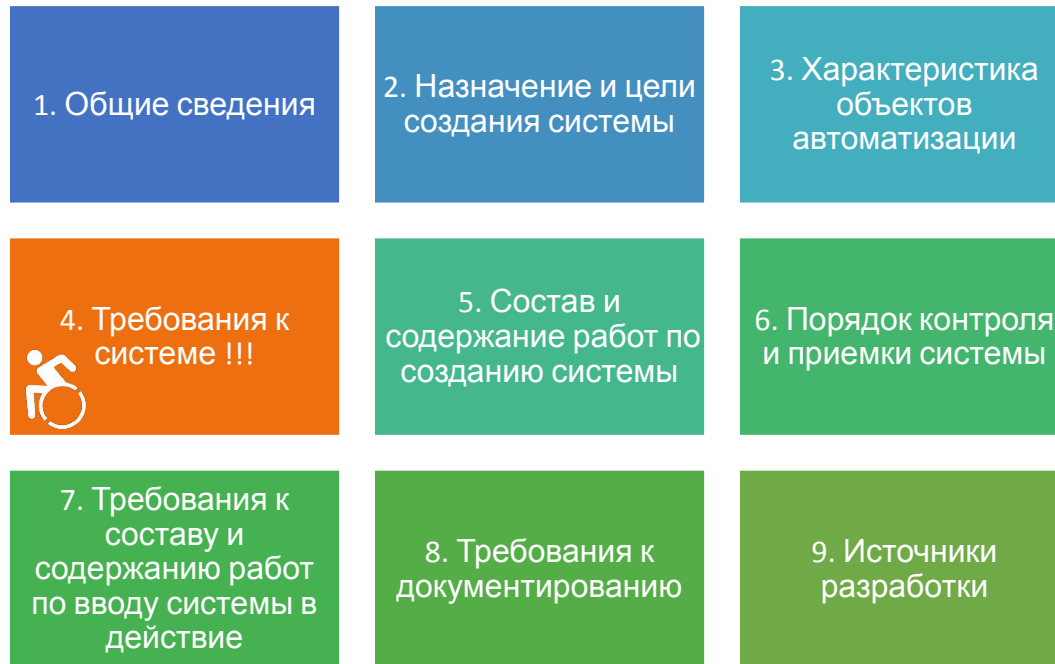 1. Общие сведения
2. Назначение и цели
создания системы
3. Характеристика
объектов
автоматизации
4. Требования к
системе !!!
5. Состав и
содержание работ по
созданию системы
6. Порядок контроля
и приемки системы
7. Требования к
составу и
содержанию работ
по вводу системы в
действие
8. Требования к
документированию
9. Источники
разработки